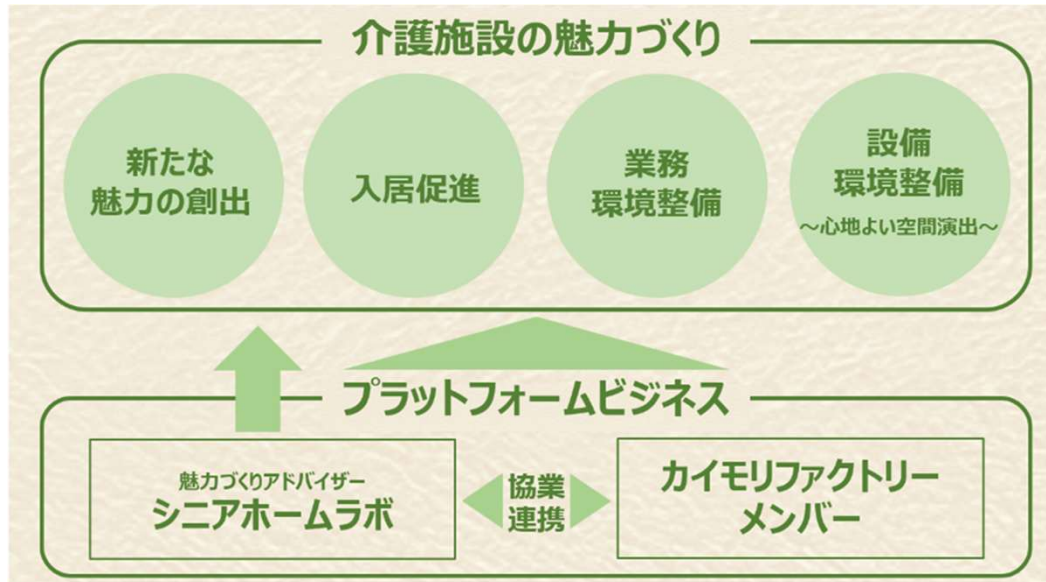 介護施設の魅力づくり
新たな
魅力の創出
入居促進
業務
環境整備
設備
環境整備
～心地よい空間演出～
プラットフォームビジネス
魅力づくりアドバイザー
シニアホームラボ
協業
連携
カイモリファクトリー
メンバー